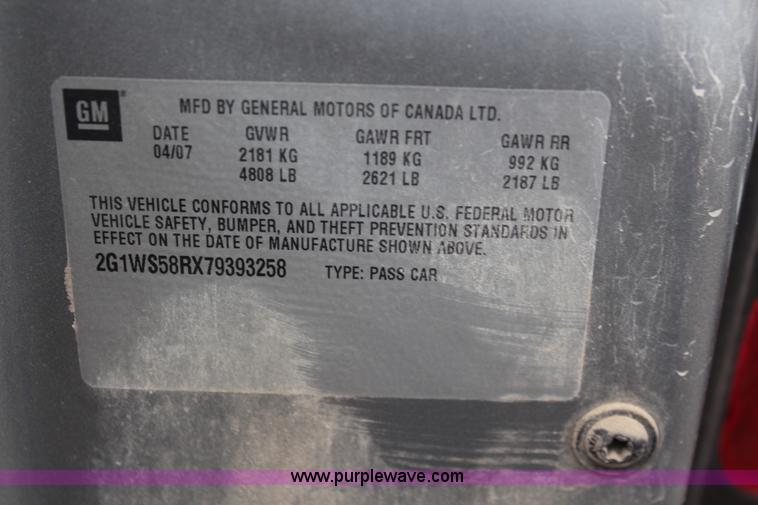 GM
MFD BY GENERAL MOTORS OF CANADA LTD.
DATE GVWR GAWR FRT GAWR RR
04/07 2181 KG 1189 KG 992 KG
4808 LB 2621 LB 2187 LB
THIS VEHICLE CONFORMS TO ALL APPLICABLE U.S. FEDERAL MOTOR
VEHICLE SAFETY, BUMPER, AND THEFT PREVENTION STANDARDS IN
EFFECT ON THE DATE OF MANUFACTURE SHOWN ABOVE.
2G1WS58RX79393258 TYPE: PASS CAR
www.purplewave.com